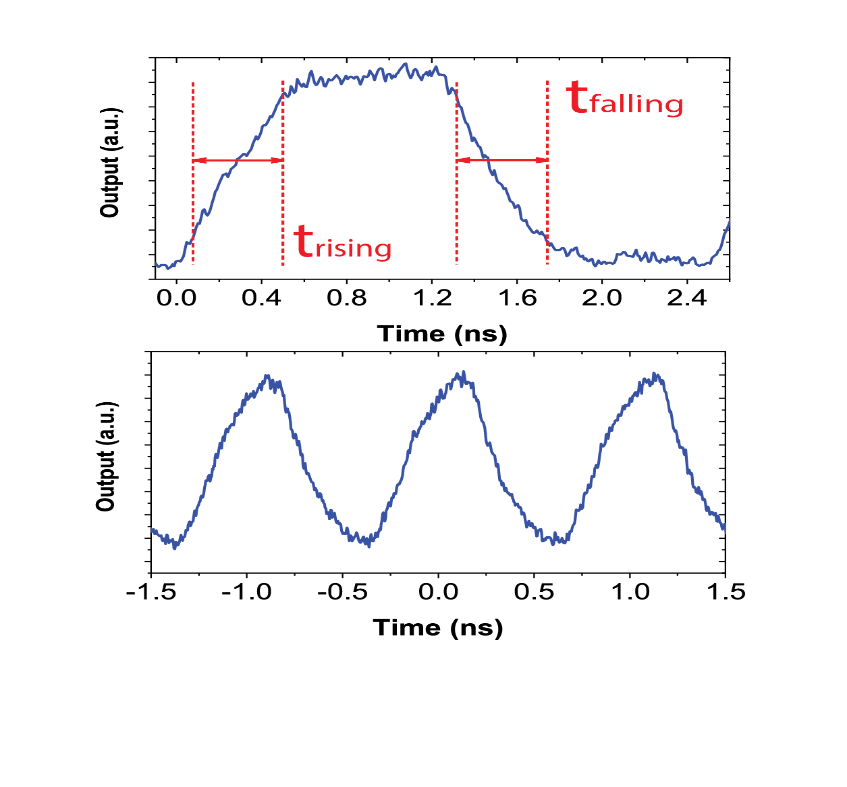 Output (a.u.)
t falling
t rising
0.0 0.4 0.8 1.2 1.6 2.0 2.4
Time (ns)
Output (a.u.)
-1.5 -1.0 -0.5 0.0 0.5 1.0 1.5
Time (ns)